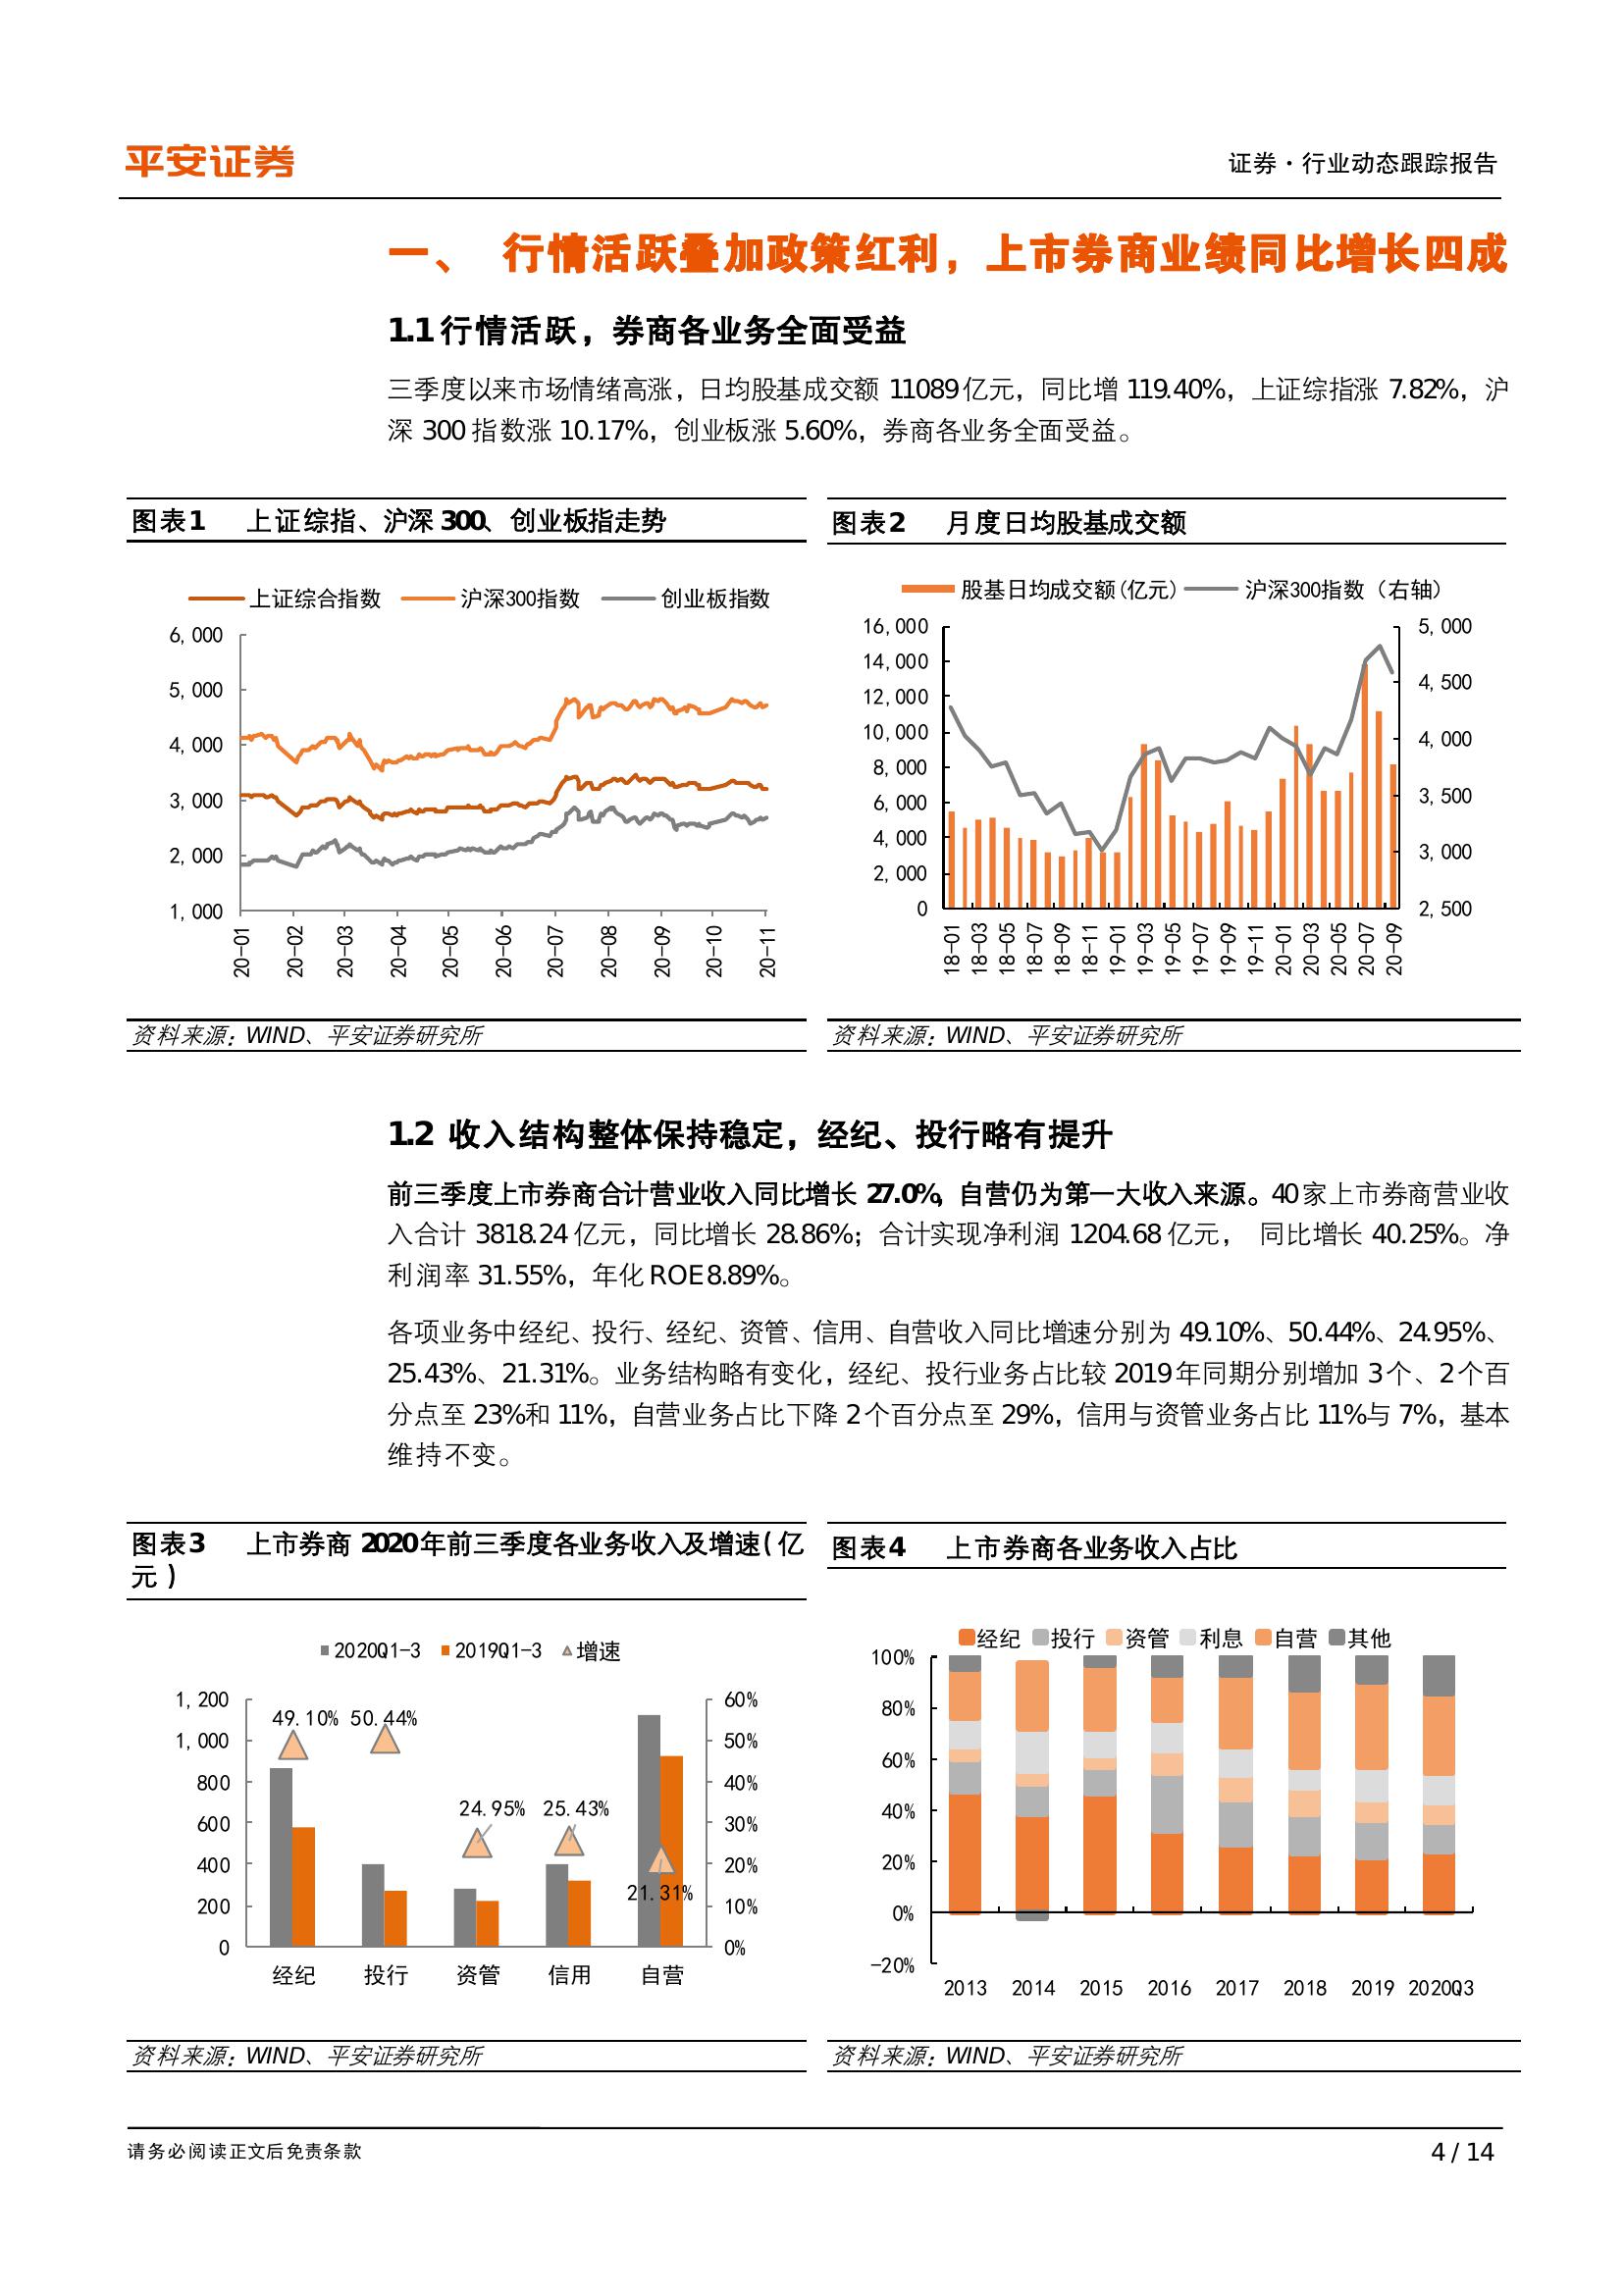 平安证券
证券·行业动态跟踪报告
一、 行情活跃叠加政策红利，上市券商业绩同比增长四成
1.1 行情活跃，券商各业务全面受益
三季度以来市场情绪高涨，日均股基成交额 11089 亿元，同比增 119.40%，上证综指涨 7.82%，沪
深 300 指数涨 10.17%，创业板涨 5.60%，券商各业务全面受益。
图表1 上证综指、沪深 300、创业板指走势
上证综合指数 沪深300指数 创业板指数
6,000
5,000
4,000
3,000
2,000
1,000
20-01 20-02 20-03 20-04 20-05 20-06 20-07 20-08 20-09 20-10 20-11
资料来源：WIND、平安证券研究所
图表2 月度日均股基成交额
股基日均成交额(亿元) 沪深300指数（右轴）
16,000 5,000
14,000 4,500
12,000 4,000
10,000 3,500
8,000 3,000
6,000 2,500
4,000
2,000
0
18-01 18-03 18-05 18-07 18-09 18-11 19-01 19-03 19-05 19-07 19-09 19-11 20-01 20-03 20-05 20-07 20-09
资料来源：WIND、平安证券研究所
1.2 收入结构整体保持稳定，经纪、投行略有提升
前三季度上市券商合计营业收入同比增长 27.0%，自营仍为第一大收入来源。40 家上市券商营业收
入合计 3818.24 亿元，同比增长 28.86%；合计实现净利润 1204.68 亿元， 同比增长 40.25%。净
利润率 31.55%，年化 ROE8.89%。
各项业务中经纪、投行、经纪、资管、信用、自营收入同比增速分别为 49.10%、50.44%、24.95%、
25.43%、21.31%。业务结构略有变化，经纪、投行业务占比较 2019 年同期分别增加 3 个、2 个百
分点至 23%和 11%，自营业务占比下降 2 个百分点至 29%，信用与资管业务占比 11%与 7%，基本
维持不变。
图表3 上市券商 2020 年前三季度各业务收入及增速(亿
元)
2020Q1-3 2019Q1-3 增速
1,200 60%
1,000 50%
800 40%
600 30%
400 20%
200 10%
0 0%
49.10% 50.44% 24.95% 25.43% 21.31%
经纪 投行 资管 信用 自营
资料来源：WIND、平安证券研究所
图表4 上市券商各业务收入占比
经纪 投行 资管 利息 自营 其他
100%
80%
60%
40%
20%
0%
-20%
2013 2014 2015 2016 2017 2018 2019 2020Q3
资料来源：WIND、平安证券研究所
请务必阅读正文后免责条款
4 / 14